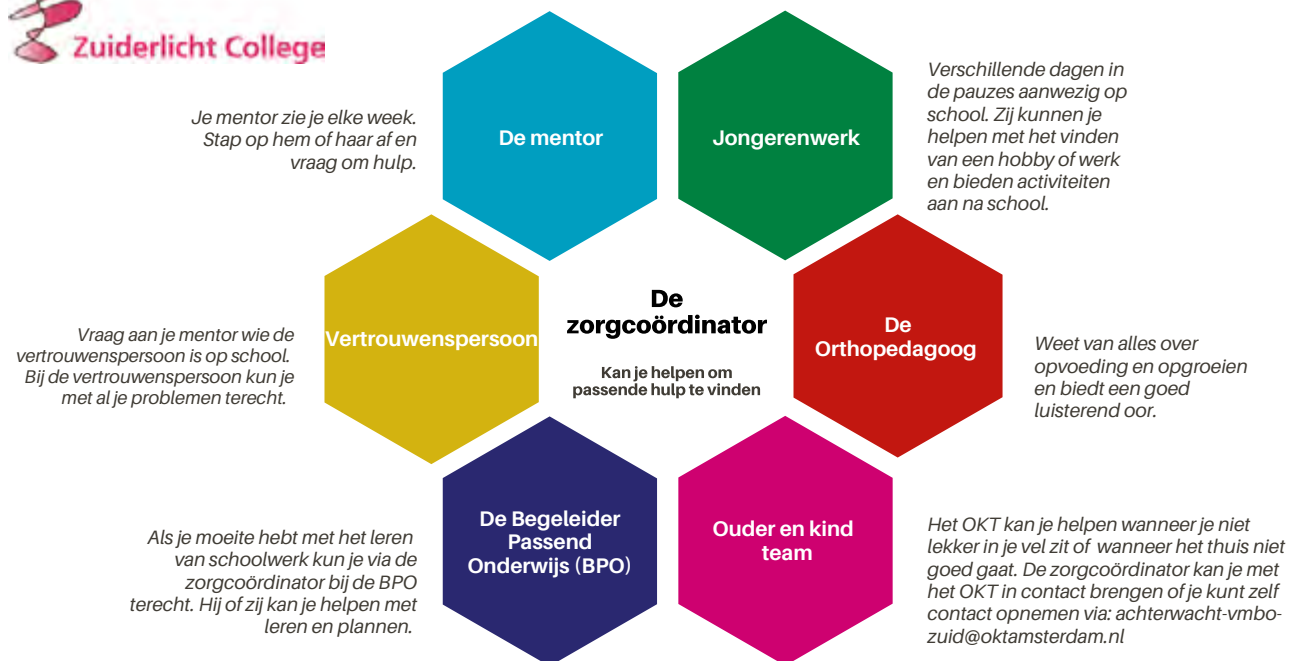 Zuiderlicht College
Je mentor zie je elke week.
Stap op hem of haar af en
vraag om hulp.
De mentor
Jongerenwerk
Verschillende dagen in
de pauzes aanwezig op
school. Zij kunnen je
helpen met het vinden
van een hobby of werk
en bieden activiteiten
aan na school.
Vraag aan je mentor wie de
vertrouwenspersoon is op school.
Bij de vertrouwenspersoon kun je
met al je problemen terecht.
Vertrouwenspersoon
De
zorgcoördinator
Kan je helpen om
passende hulp te vinden
De
Orthopedagoog
Weet van alles over
opvoeding en opgroeien
en biedt een goed
luisterend oor.
Als je moeite hebt met het leren
van schoolwerk kun je via de
zorgcoördinator bij de BPO
terecht. Hij of zij kan je helpen met
leren en plannen.
De Begeleider
Passend
Onderwijs (BPO)
Ouder en kind
team
Het OKT kan je helpen wanneer je niet
lekker in je vel zit of wanneer het thuis niet
goed gaat. De zorgcoördinator kan je met
het OKT in contact brengen of je kunt zelf
contact opnemen via: achterwacht-vmbo-
zuid@oktamsterdam.nl